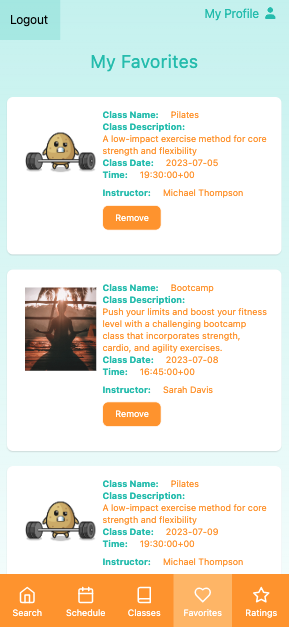 Logout
My Profile
My Favorites
Class Name: Pilates
Class Description:
A low-impact exercise method for core
strength and flexibility
Class Date: 2023-07-05
Time: 19:30:00+00
Instructor: Michael Thompson
Remove
Class Name: Bootcamp
Class Description:
Push your limits and boost your fitness
level with a challenging bootcamp
class that incorporates strength,
cardio, and agility exercises.
Class Date: 2023-07-08
Time: 16:45:00+00
Instructor: Sarah Davis
Remove
Class Name: Pilates
Class Description:
A low-impact exercise method for core
strength and flexibility
Class Date: 2023-07-09
Time: 19:30:00+00
Instructor: Michael Thompson
Search Schedule Classes Favorites Ratings